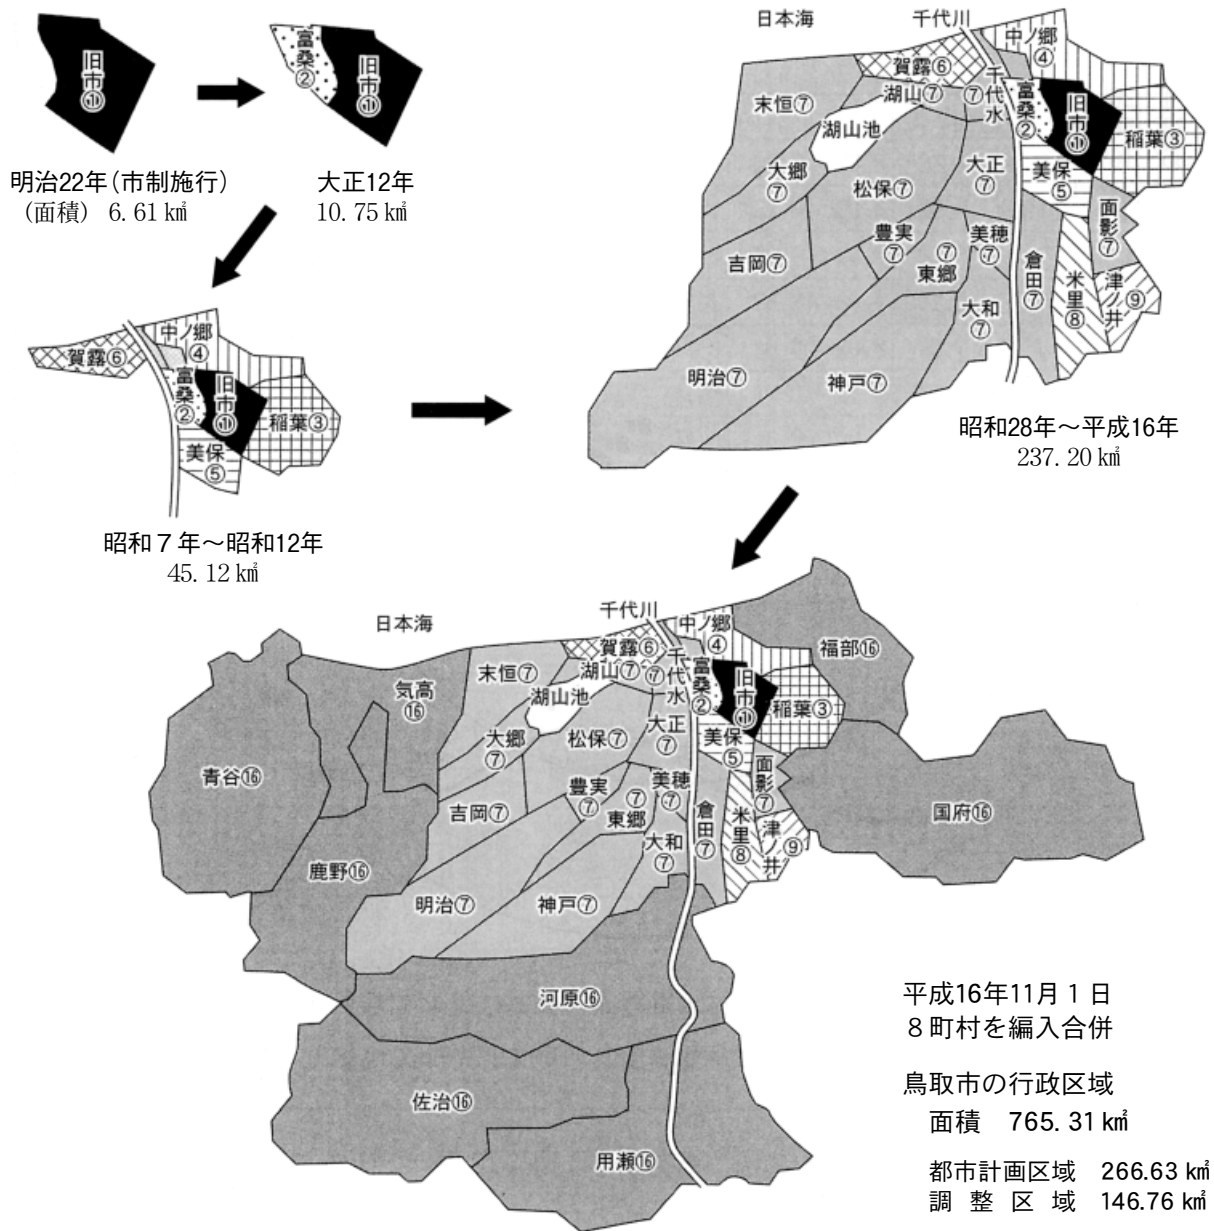 旧市①
明治22年(市制施行)
(面積) 6.61㎢
富桑②
旧市①
大正12年
10.75㎢
賀露⑥
中ノ郷④
富桑②
旧市①
稲葉③
美保⑤
昭和7年~昭和12年
45.12㎢
日本海
千代川
中ノ郷④
賀露⑥
末恒⑦
湖山⑦
千代水⑦
富桑②
旧市①
稲葉③
湖山池
美保⑤
大郷⑦
松保⑦
大正⑦
面影⑦
豊実⑦
美穂⑦
吉岡⑦
東郷⑦
倉田⑦
米里⑧
津ノ井⑨
大和⑦
明治⑦
神戸⑦
昭和28年~平成16年
237.20㎢
日本海
千代川
中ノ郷④
賀露⑥
福部⑯
末恒⑦
湖山⑦
千代水⑦
富桑②
旧市①
気高⑯
湖山池
稲葉③
大郷⑦
松保⑦
大正⑦
美保⑤
青谷⑯
面影⑦
豊実⑦
美穂⑦
吉岡⑦
東郷⑦
倉田⑦
米里⑧
津ノ井⑨
国府⑯
大和⑦
鹿野⑯
明治⑦
神戸⑦
河原⑯
佐治⑯
用瀬⑯
平成16年11月1日
8町村を編入合併
鳥取市の行政区域
面積 765.31㎢
都市計画区域 266.63㎢
調整区域 146.76㎢